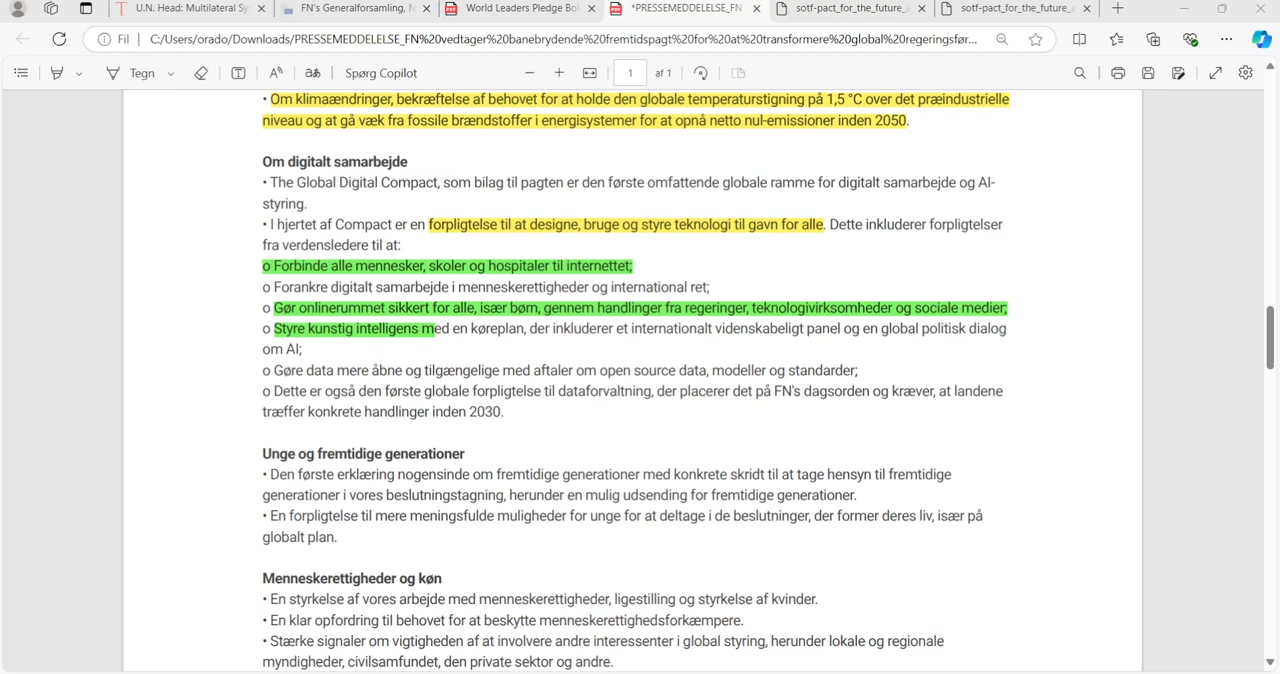 U.N. Head: Multilateral Sy
FN's Generalforsamling, N
World Leaders Pledge Bol
*PRESSEMEDDELELSE_FN
sotf-pact_for_the_future_a
sotf-pact_for_the_future_a
Fil | C:/Users/orado/Downloads/PRESSEMEDDELELSE_FN%20vedtager%20banebrydende%20fremtidspagt%20for%20at%20transformere%20global%20regeringsfør...
Tegn
Spørg Copilot
1 af 1
• Om klimaændringer, bekræftelse af behovet for at holde den globale temperaturstigning på 1,5 °C over det præindustrielle
niveau og at gå væk fra fossile brændstoffer i energisystemer for at opnå netto nul-emissioner inden 2050.
Om digitalt samarbejde
• The Global Digital Compact, som bilag til pagten er den første omfattende globale ramme for digitalt samarbejde og AI-
styring.
• I hjertet af Compact er en forpligtelse til at designe, bruge og styre teknologi til gavn for alle. Dette inkluderer forpligtelser
fra verdensledere til at:
o Forbinde alle mennesker, skoler og hospitaler til internettet;
o Forankre digitalt samarbejde i menneskerettigheder og international ret;
o Gør onlinerummet sikkert for alle, især børn, gennem handlinger fra regeringer, teknologivirksomheder og sociale medier;
o Styre kunstig intelligens med en køreplan, der inkluderer et internationalt videnskabeligt panel og en global politisk dialog
om AI;
o Gøre data mere åbne og tilgængelige med aftaler om open source data, modeller og standarder;
o Dette er også den første globale forpligtelse til dataforvaltning, der placerer det på FN's dagsorden og kræver, at landene
træffer konkrete handlinger inden 2030.
Unge og fremtidige generationer
• Den første erklæring nogensinde om fremtidige generationer med konkrete skridt til at tage hensyn til fremtidige
generationer i vores beslutningstagning, herunder en mulig udsending for fremtidige generationer.
• En forpligtelse til mere meningsfulde muligheder for unge for at deltage i de beslutninger, der former deres liv, især på
globalt plan.
Menneskerettigheder og køn
• En styrkelse af vores arbejde med menneskerettigheder, ligestilling og styrkelse af kvinder.
• En klar opfordring til behovet for at beskytte menneskerettighedsforkæmpere.
• Stærke signaler om vigtigheden af at involvere andre interessenter i global styring, herunder lokale og regionale
myndigheder, civilsamfundet, den private sektor og andre.